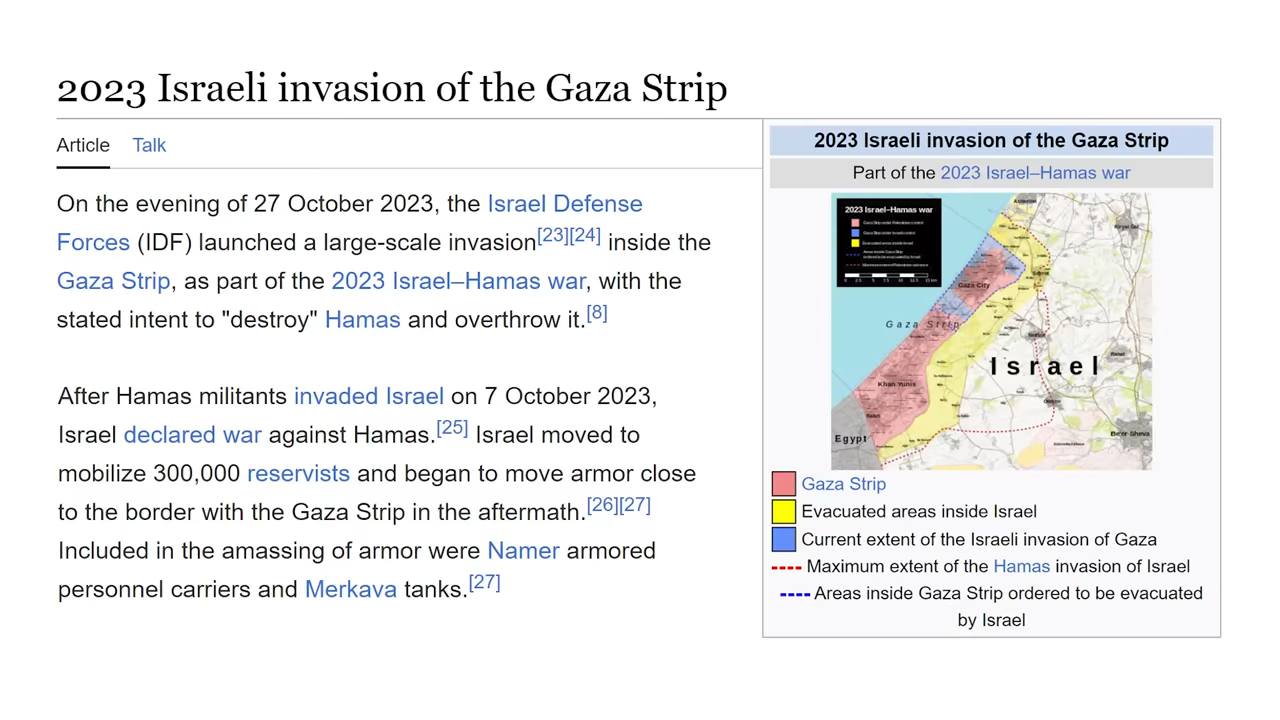 2023 Israeli invasion of the Gaza Strip
Article Talk
On the evening of 27 October 2023, the Israel Defense
Forces (IDF) launched a large-scale invasion[23][24] inside the
Gaza Strip, as part of the 2023 Israel–Hamas war, with the
stated intent to "destroy" Hamas and overthrow it.[8]
After Hamas militants invaded Israel on 7 October 2023,
Israel declared war against Hamas.[25] Israel moved to
mobilize 300,000 reservists and began to move armor close
to the border with the Gaza Strip in the aftermath.[26][27]
Included in the amassing of armor were Namer armored
personnel carriers and Merkava tanks.[27]
2023 Israeli invasion of the Gaza Strip
Part of the 2023 Israel–Hamas war
2023 Israel–Hamas war
Gaza City
Gaza Strip
Israel
Khan Yunis
Egypt
Be'er-Sheva
Gaza Strip
Evacuated areas inside Israel
Current extent of the Israeli invasion of Gaza
Maximum extent of the Hamas invasion of Israel
Areas inside Gaza Strip ordered to be evacuated
by Israel